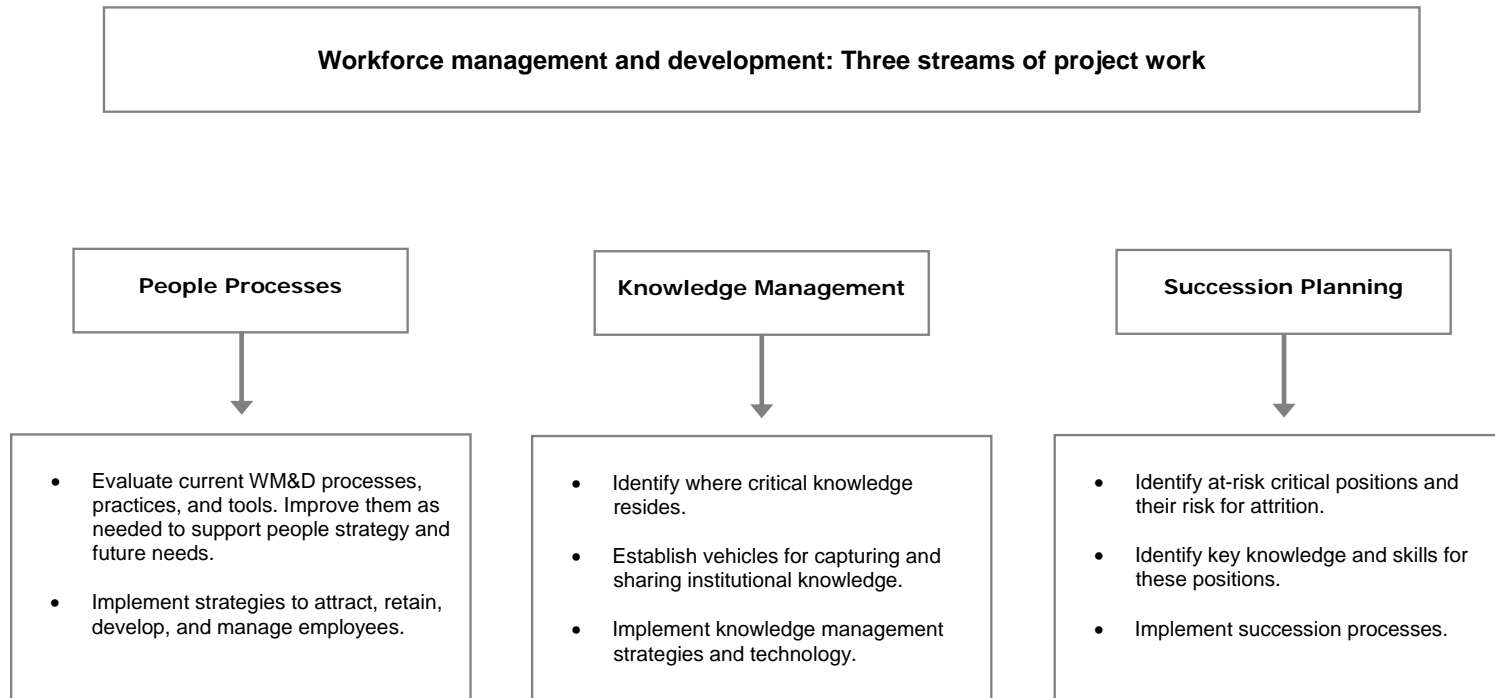 Workforce management and development: Three streams of project work
People Processes
• Evaluate current WM&D processes,
practices, and tools. Improve them as
needed to support people strategy and
future needs.
• Implement strategies to attract, retain,
develop, and manage employees.
Knowledge Management
• Identify where critical knowledge
resides.
• Establish vehicles for capturing and
sharing institutional knowledge.
• Implement knowledge management
strategies and technology.
Succession Planning
• Identify at-risk critical positions and
their risk for attrition.
• Identify key knowledge and skills for
these positions.
• Implement succession processes.